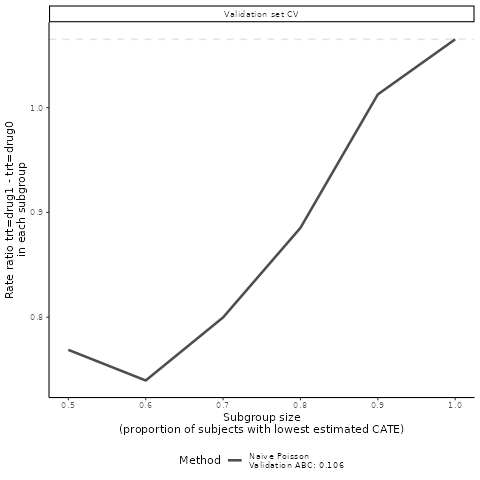 Validation set CV
1.0
0.9
0.8
Rate ratio trt=drug1 - trt=drug0
in each subgroup
0.5 0.6 0.7 0.8 0.9 1.0
Subgroup size
(proportion of subjects with lowest estimated CATE)
Method
Naive Poisson
Validation ABC: 0.106